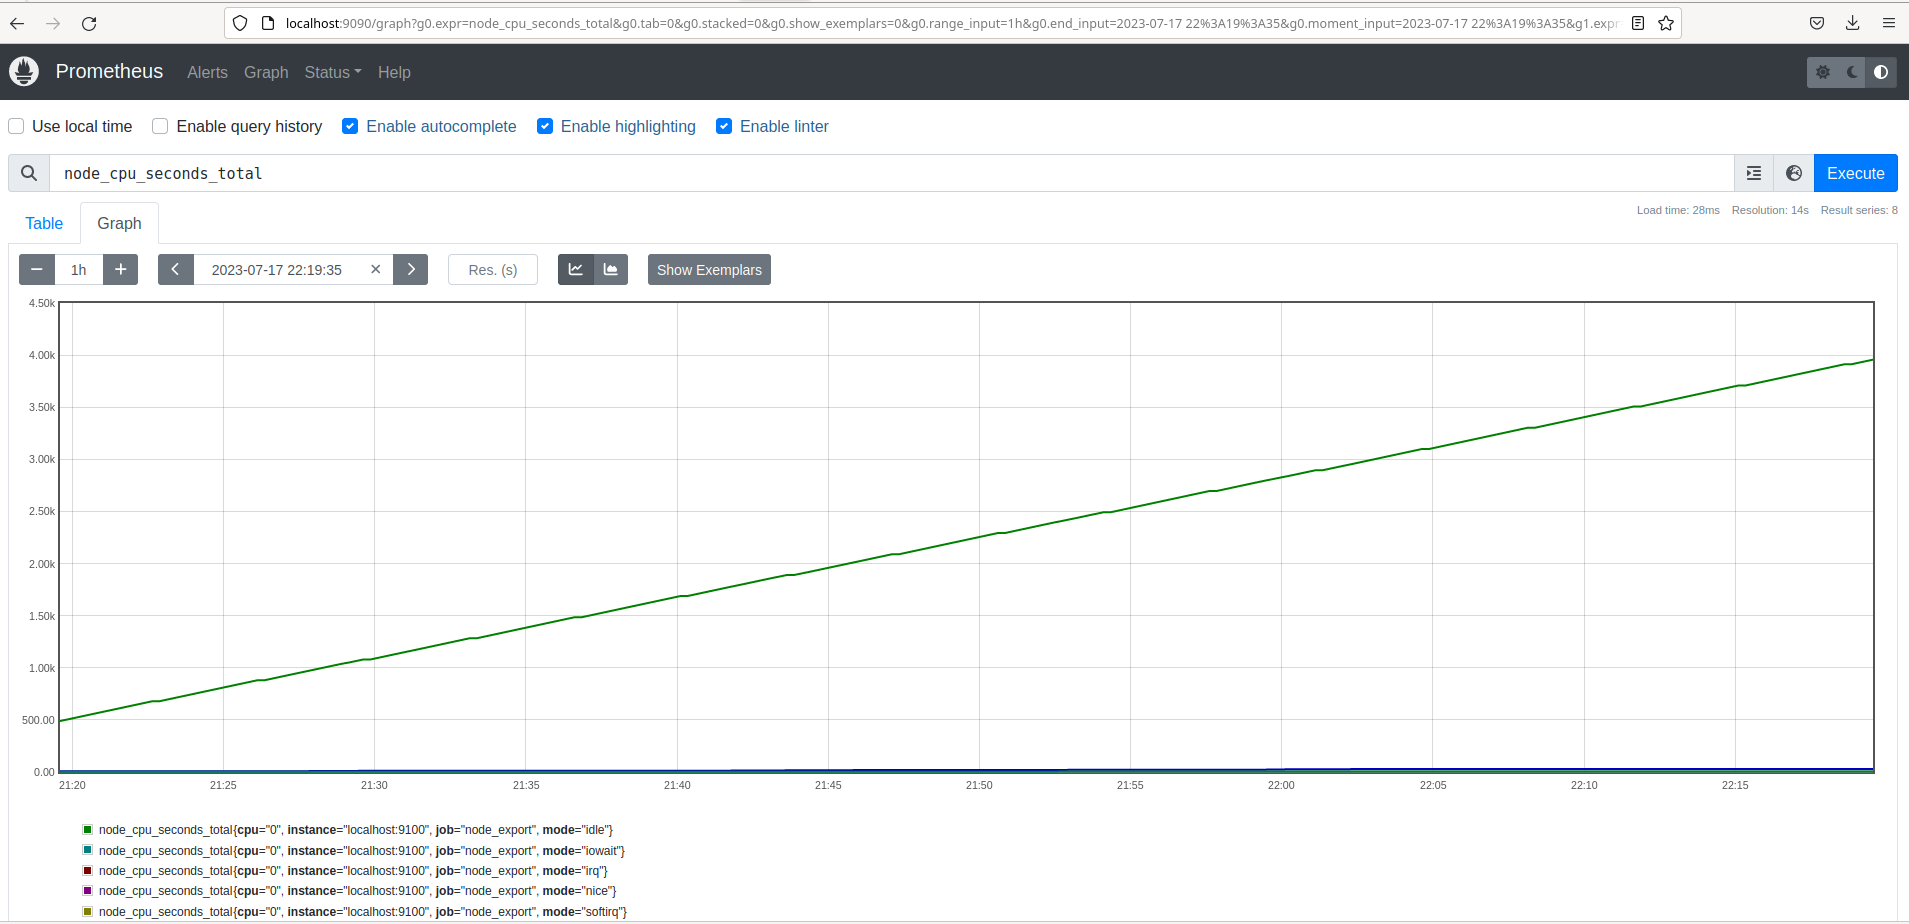 localhost:9090/graph?g0.expr=node_cpu_seconds_total&g0.tab=0&g0.stacked=0&g0.show_exemplars=0&g0.range_input=1h&g0.end_input=2023-07-17 22%3A19%3A35&g0.moment_input=2023-07-17 22%3A19%3A35&g1.expr
Prometheus Alerts Graph Status Help
Use local time Enable query history Enable autocomplete Enable highlighting Enable linter
node_cpu_seconds_total Execute
Table Graph Load time: 28ms Resolution: 14s Result series: 8
− 1h + 2023-07-17 22:19:35 × Res. (s) Show Exemplars
4.50k
4.00k
3.50k
3.00k
2.50k
2.00k
1.50k
1.00k
500.00
0.00
21:20 21:25 21:30 21:35 21:40 21:45 21:50 21:55 22:00 22:05 22:10 22:15
node_cpu_seconds_total{cpu="0", instance="localhost:9100", job="node_export", mode="idle"}
node_cpu_seconds_total{cpu="0", instance="localhost:9100", job="node_export", mode="iowait"}
node_cpu_seconds_total{cpu="0", instance="localhost:9100", job="node_export", mode="irq"}
node_cpu_seconds_total{cpu="0", instance="localhost:9100", job="node_export", mode="nice"}
node_cpu_seconds_total{cpu="0", instance="localhost:9100", job="node_export", mode="softirq"}